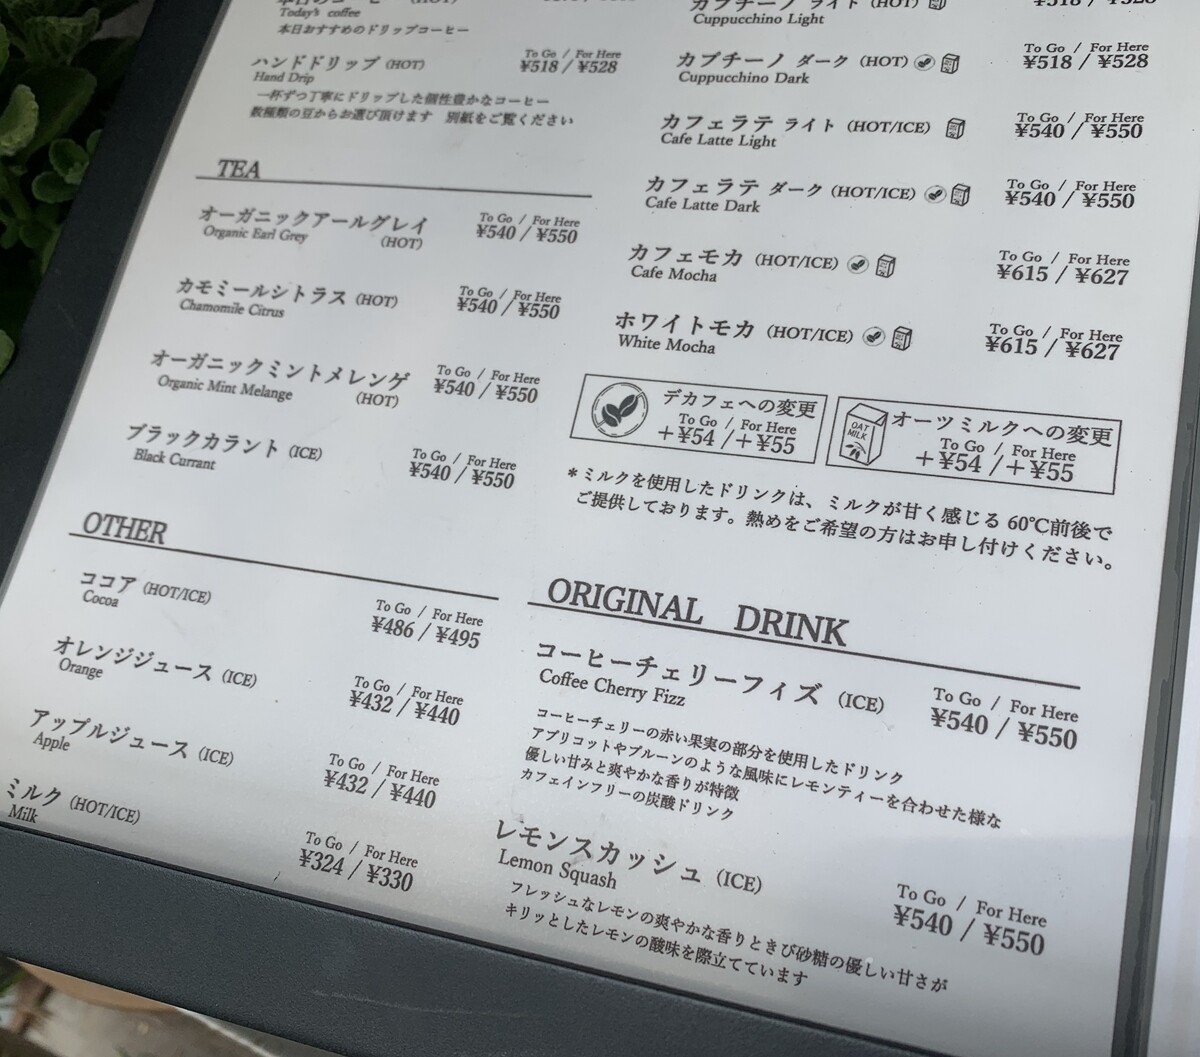 Today's coffee
本日おすすめのドリップコーヒー
ハンドドリップ (HOT)
Hand Drip
To Go / For Here
¥518 / ¥528
一杯ずつ丁寧にドリップした個性豊かなコーヒー
数種類の豆からお選び頂けます 別紙をご覧ください
TEA
オーガニックアールグレイ
Organic Earl Grey (HOT)
To Go / For Here
¥540 / ¥550
カモミールシトラス (HOT)
Chamomile Citrus
To Go / For Here
¥540 / ¥550
オーガニックミントメレンゲ
Organic Mint Melange (HOT)
To Go / For Here
¥540 / ¥550
ブラックカラント (ICE)
Black Currant
To Go / For Here
¥540 / ¥550
OTHER
ココア (HOT/ICE)
Cocoa
To Go / For Here
¥486 / ¥495
オレンジジュース (ICE)
Orange
To Go / For Here
¥432 / ¥440
アップルジュース (ICE)
Apple
To Go / For Here
¥432 / ¥440
ミルク (HOT/ICE)
Milk
To Go / For Here
¥324 / ¥330
カプチーノ ライト (HOT)
Cuppucchino Light
¥518 / ¥528
カプチーノ ダーク (HOT)
Cuppucchino Dark
To Go / For Here
¥518 / ¥528
カフェラテ ライト (HOT/ICE)
Cafe Latte Light
To Go / For Here
¥540 / ¥550
カフェラテ ダーク (HOT/ICE)
Cafe Latte Dark
To Go / For Here
¥540 / ¥550
カフェモカ (HOT/ICE)
Cafe Mocha
To Go / For Here
¥615 / ¥627
ホワイトモカ (HOT/ICE)
White Mocha
To Go / For Here
¥615 / ¥627
デカフェへの変更
To Go / For Here
+¥54 /+¥55
OAT
MILK
オーツミルクへの変更
To Go / For Here
+¥54 /+¥55
*ミルクを使用したドリンクは、ミルクが甘く感じる 60℃前後で
ご提供しております。熱めをご希望の方はお申し付けください。
ORIGINAL DRINK
コーヒーチェリーフィズ (ICE)
Coffee Cherry Fizz
To Go / For Here
¥540 / ¥550
コーヒーチェリーの赤い果実の部分を使用したドリンク
アプリコットやプルーンのような風味にレモンティーを合わせた様な
優しい甘みと爽やかな香りが特徴
カフェインフリーの炭酸ドリンク
レモンスカッシュ (ICE)
Lemon Squash
To Go / For Here
¥540 / ¥550
フレッシュなレモンの爽やかな香りときび砂糖の優しい甘さが
キリッとしたレモンの酸味を際立てています